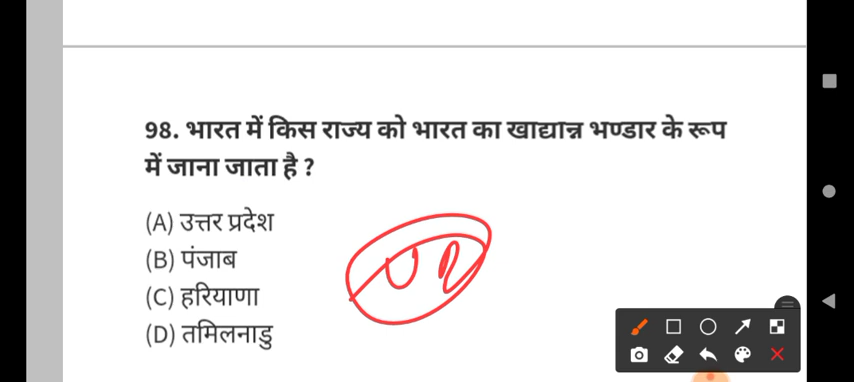 98. भारत में किस राज्य को भारत का खाद्यान्न भण्डार के रूप
में जाना जाता है ?
(A) उत्तर प्रदेश
(B) पंजाब
(C) हरियाणा
(D) तमिलनाडु